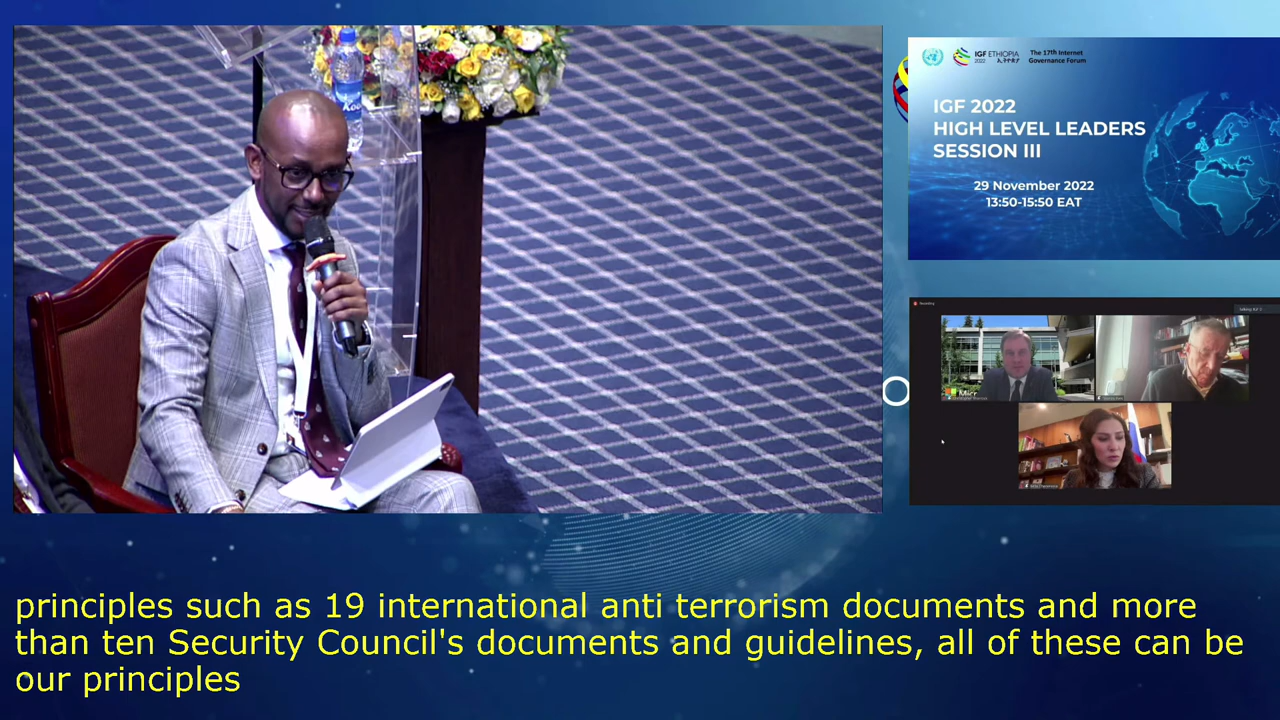 IGF ETHIOPIA
2022 ኢትዮጵያ
The 17th Internet
Governance Forum
IGF 2022
HIGH LEVEL LEADERS
SESSION III
29 November 2022
13:50-15:50 EAT
principles such as 19 international anti terrorism documents and more
than ten Security Council's documents and guidelines, all of these can be
our principles